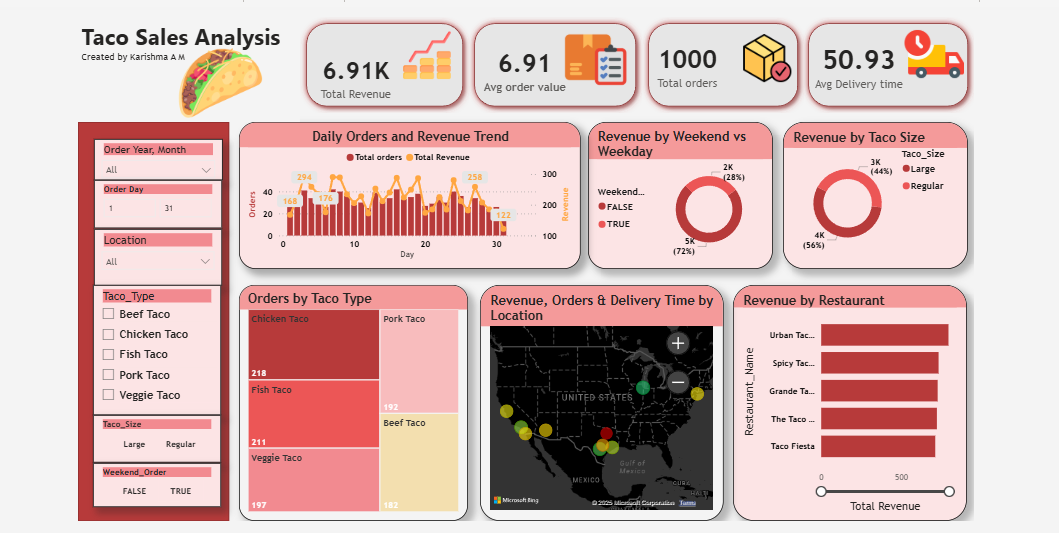 Taco Sales Analysis
Created by Karishma A M
6.91K
Total Revenue
6.91
Avg order value
1000
Total orders
50.93
Avg Delivery time
Order Year, Month
All
Order Day
1
31
Location
All
Taco_Type
Beef Taco
Chicken Taco
Fish Taco
Pork Taco
Veggie Taco
Taco_Size
Large
Regular
Weekend_Order
FALSE
TRUE
Daily Orders and Revenue Trend
Total orders
Total Revenue
Orders
40
20
0
168
294
176
258
122
300
200
100
Revenue
1
10
20
30
Day
Revenue by Weekend vs
Weekday
Weekend...
FALSE
TRUE
2K
(28%)
5K
(72%)
Revenue by Taco Size
Taco_Size
Large
Regular
3K
(44%)
4K
(56%)
Orders by Taco Type
Chicken Taco
218
Fish Taco
211
Veggie Taco
197
Pork Taco
192
Beef Taco
182
Revenue, Orders & Delivery Time by
Location
UNITED STATES
MEXICO
Gulf of
Mexico
CUBA
HAITI
Microsoft Bing
© 2025 Microsoft Corporation
Terms
Revenue by Restaurant
Restaurant_Name
Urban Tac...
Spicy Tac...
Grande Ta...
The Taco ...
Taco Fiesta
0
500
Total Revenue